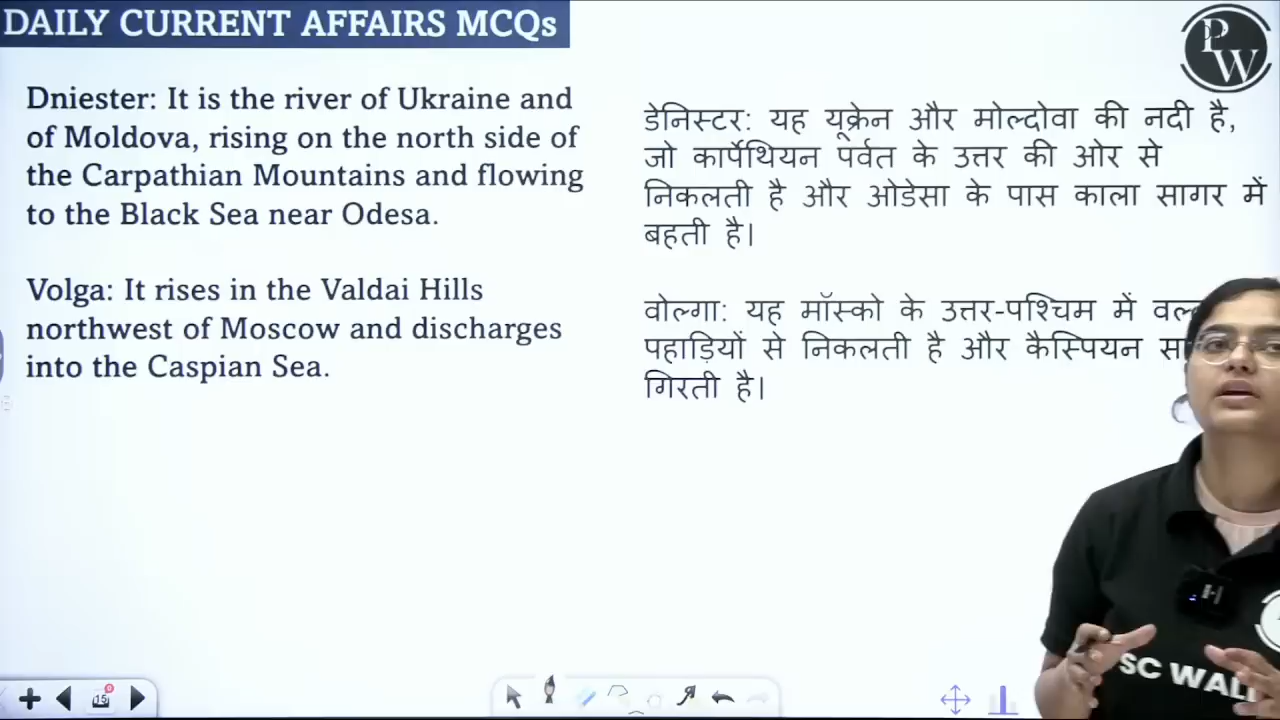 DAILY CURRENT AFFAIRS MCQs
PW
Dniester: It is the river of Ukraine and
of Moldova, rising on the north side of
the Carpathian Mountains and flowing
to the Black Sea near Odesa.
Volga: It rises in the Valdai Hills
northwest of Moscow and discharges
into the Caspian Sea.
डेनिस्टर: यह यूक्रेन और मोल्दोवा की नदी है,
जो कार्पेथियन पर्वत के उत्तर की ओर से
निकलती है और ओडेसा के पास काला सागर में
बहती है।
वोल्गा: यह मॉस्को के उत्तर-पश्चिम में
पहाड़ियों से निकलती है और कैस्पियन
गिरती है।
15
SC WALL